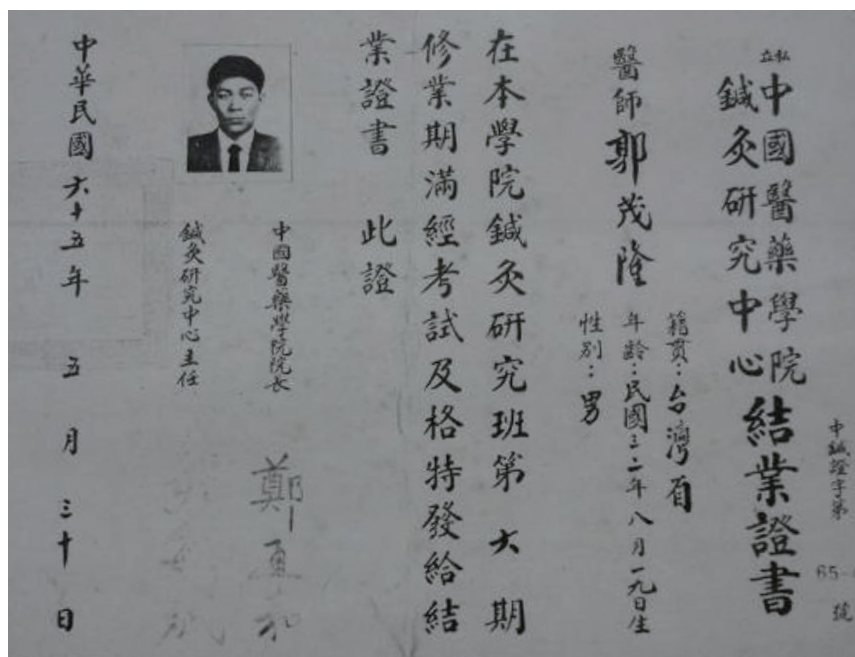 中鍼證字第 65- 號
私立中國醫藥學院
鍼灸研究中心結業證書
籍貫：台灣省
醫師郭茂隆 年齡：民國三二年八月一九日生
性別：男
在本學院鍼灸研究班第 六 期
修業期滿經考試及格特發給結
業證書 此證
中國醫藥學院院長 鄭
鍼灸研究中心主任
中華民國六十五年 五 月 三十 日